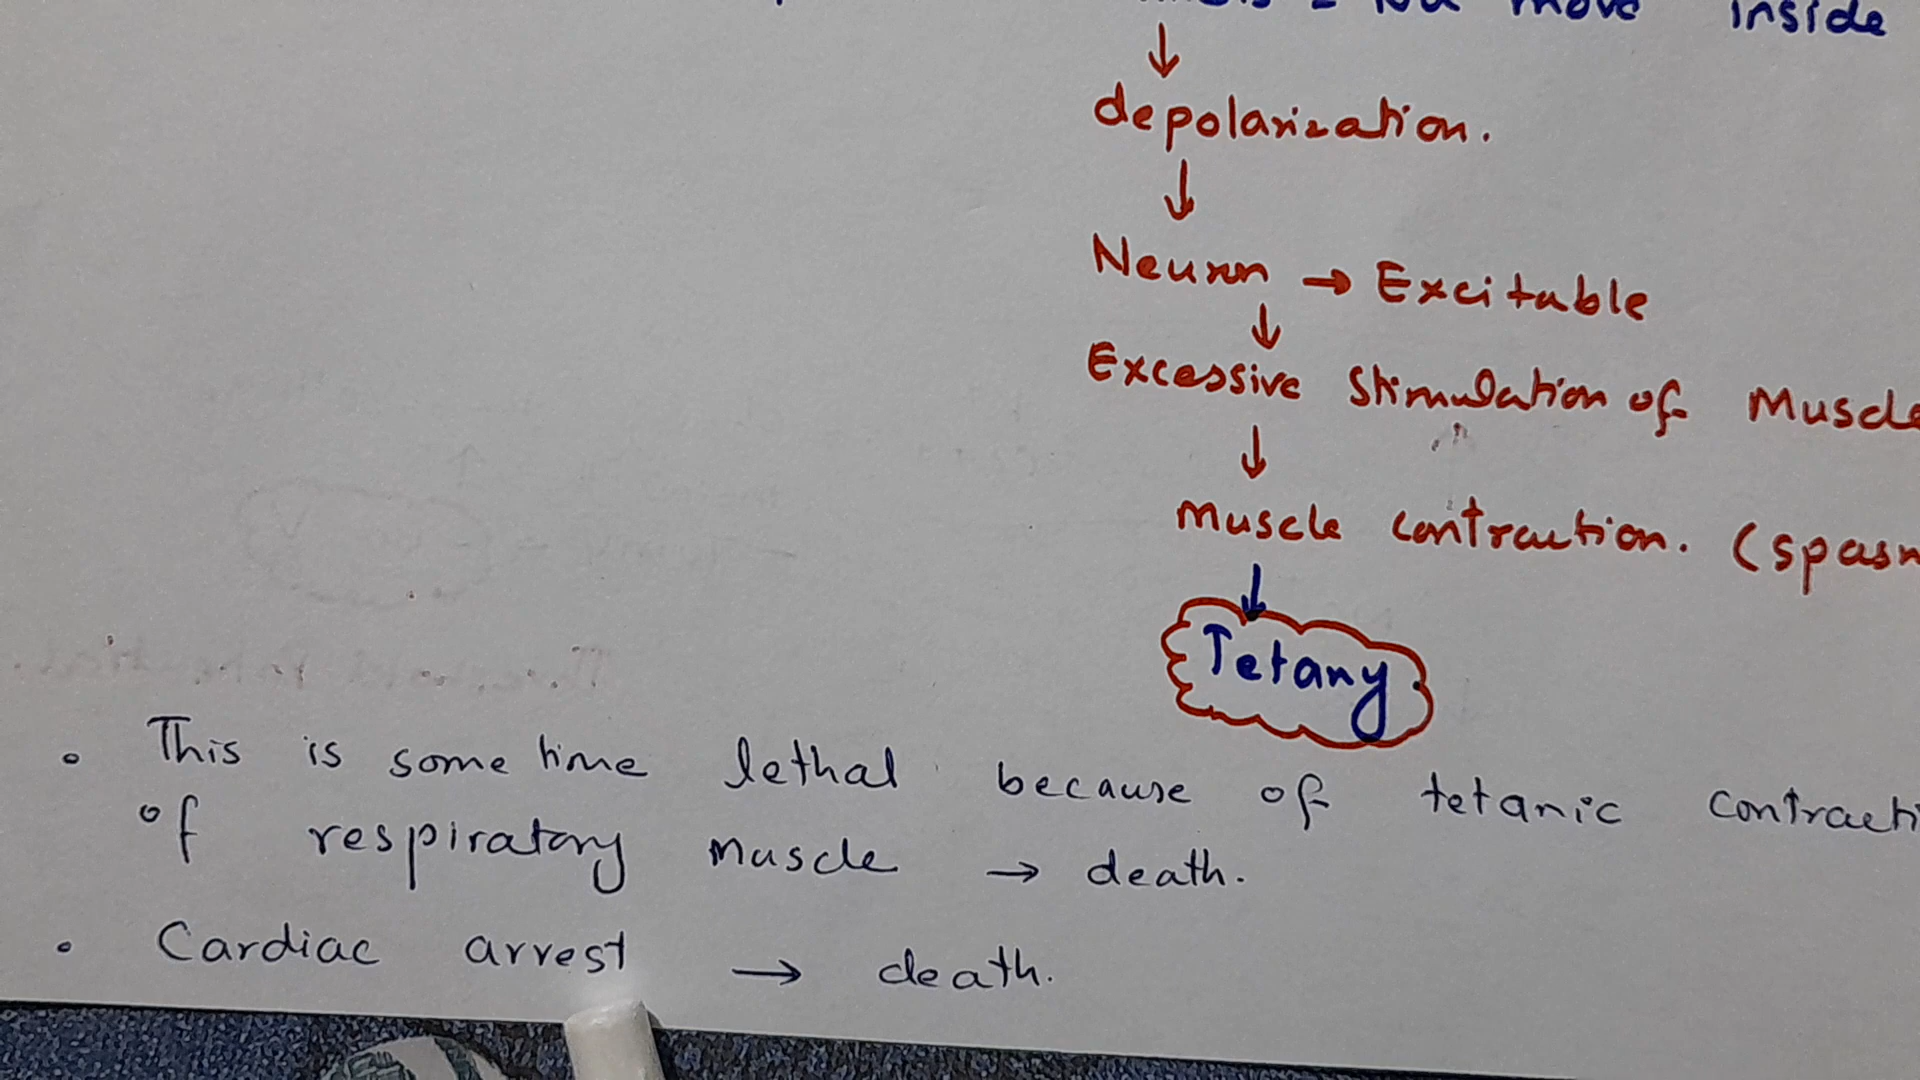 move inside
↓
depolarization.
↓
Neuron → Excitable
↓
Excessive Stimulation of Muscle
↓
Muscle contraction. (spasm
↓
Tetany
• This is some time lethal because of tetanic contracti
of respiratory muscle → death.
• Cardiac arrest → death.